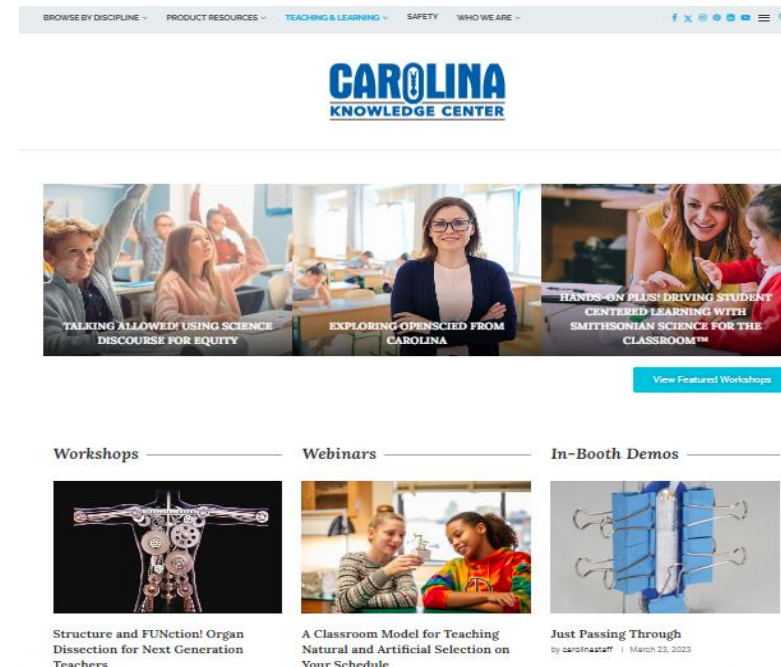 BROWSE BY DISCIPLINE
PRODUCT RESOURCES
TEACHING & LEARNING
SAFETY
WHO WE ARE
CAROLINA
KNOWLEDGE CENTER
TALKING ALLOWED! USING SCIENCE
DISCOURSE FOR EQUITY
EXPLORING OPENSCIED FROM
CAROLINA
HANDS-ON PLUS! DRIVING STUDENT
CENTERED LEARNING WITH
SMITHSONIAN SCIENCE FOR THE
CLASSROOM™
View Featured Workshops
Workshops
Webinars
In-Booth Demos
Structure and FUNction! Organ
Dissection for Next Generation
Teachers
A Classroom Model for Teaching
Natural and Artificial Selection on
Your Schedule
Just Passing Through
by carolinastaff | March 23, 2023